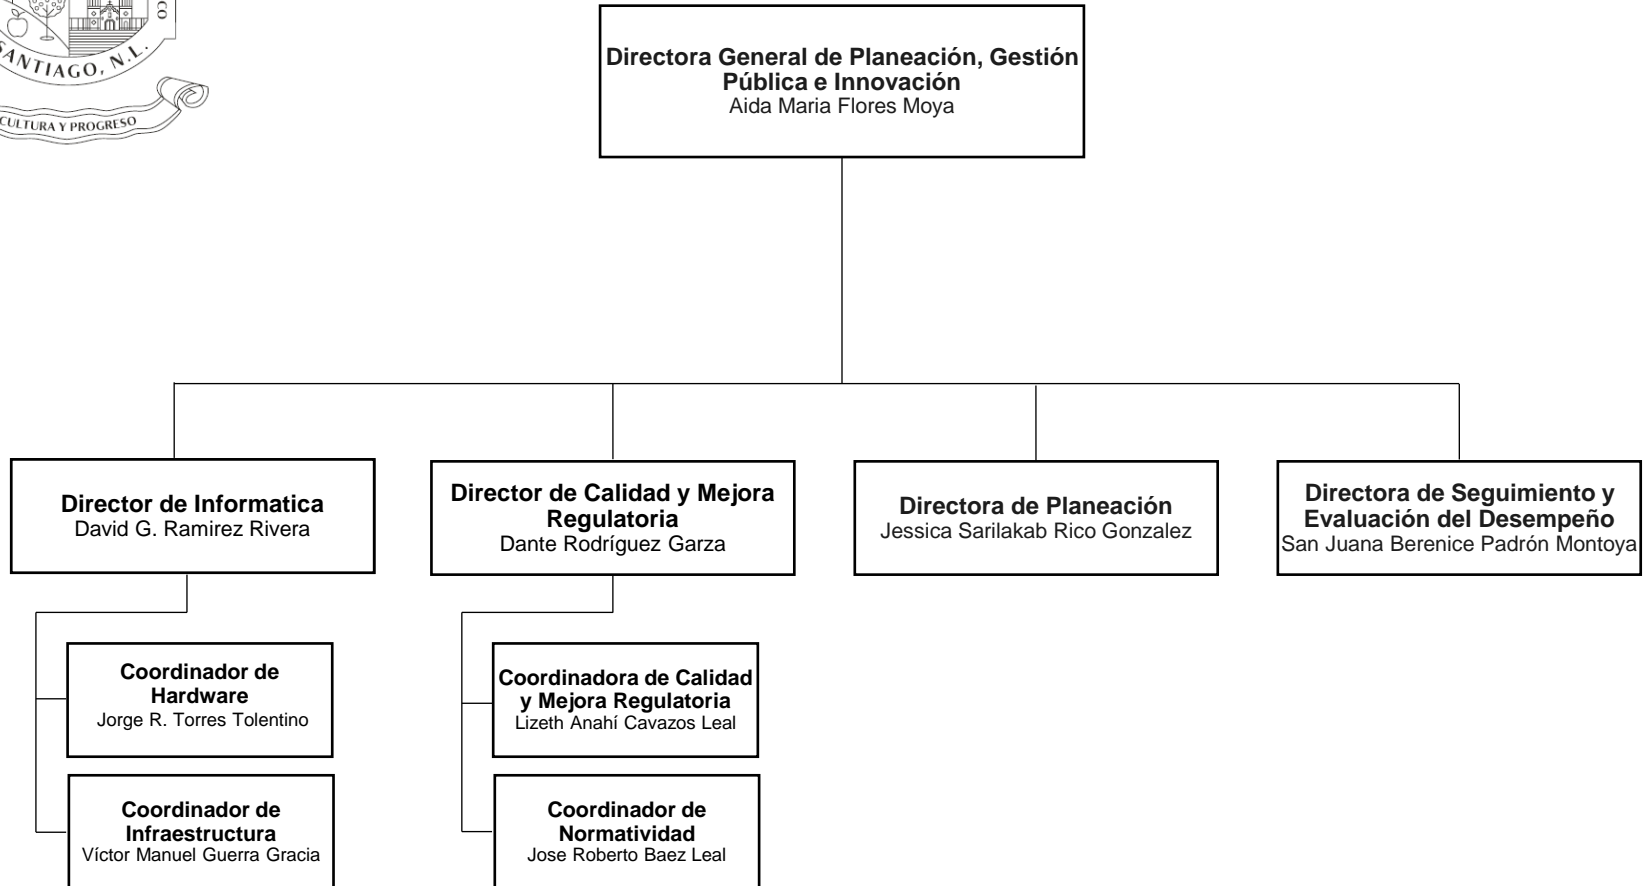 CO
SANTIAGO, N.L.
CULTURA Y PROGRESO
Directora General de Planeación, Gestión
Pública e Innovación
Aida Maria Flores Moya
Director de Informatica
David G. Ramirez Rivera
Director de Calidad y Mejora
Regulatoria
Dante Rodríguez Garza
Directora de Planeación
Jessica Sarilakab Rico Gonzalez
Directora de Seguimiento y
Evaluación del Desempeño
San Juana Berenice Padrón Montoya
Coordinador de
Hardware
Jorge R. Torres Tolentino
Coordinador de
Infraestructura
Víctor Manuel Guerra Gracia
Coordinadora de Calidad
y Mejora Regulatoria
Lizeth Anahí Cavazos Leal
Coordinador de
Normatividad
Jose Roberto Baez Leal